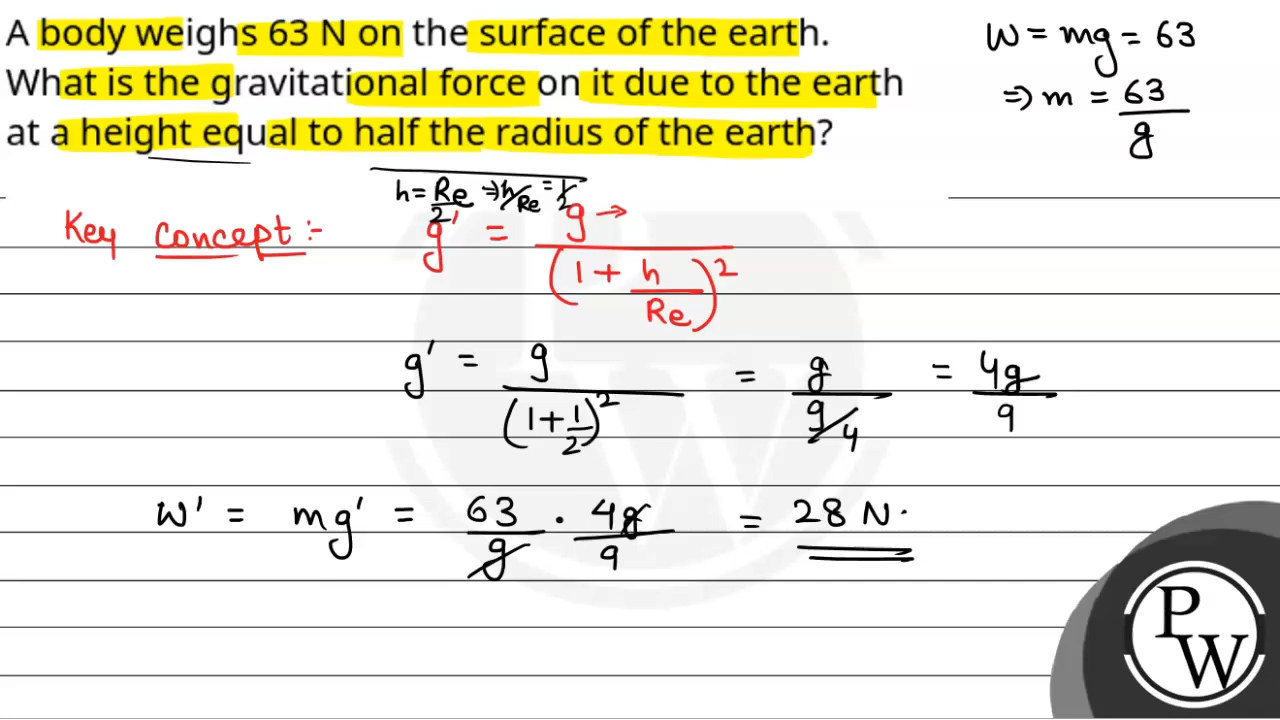 A body weighs 63 N on the surface of the earth.
What is the gravitational force on it due to the earth
at a height equal to half the radius of the earth?
W = mg = 63
⇒ m = 63/g
h = Re/2 ⇒ h/Re = 1/2
Key concept :- g' = g/(1 + h/Re)² →
g' = g/(1+1/2)² = g/(9/4) = 4g/9
W' = mg' = 63/g · 4g/9 = 28 N.
P
W